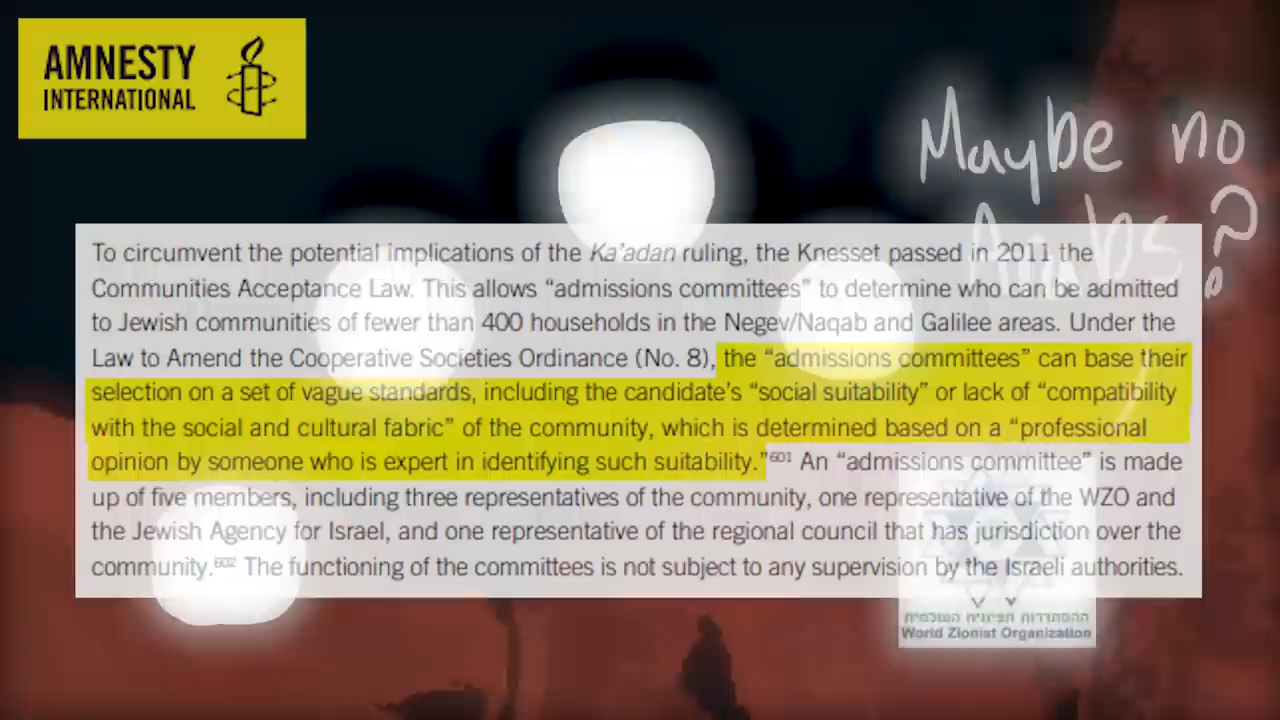 AMNESTY
INTERNATIONAL
Maybe no
Arabs?
To circumvent the potential implications of the Ka'adan ruling, the Knesset passed in 2011 the
Communities Acceptance Law. This allows “admissions committees” to determine who can be admitted
to Jewish communities of fewer than 400 households in the Negev/Naqab and Galilee areas. Under the
Law to Amend the Cooperative Societies Ordinance (No. 8), the “admissions committees” can base their
selection on a set of vague standards, including the candidate’s “social suitability” or lack of “compatibility
with the social and cultural fabric” of the community, which is determined based on a “professional
opinion by someone who is expert in identifying such suitability.”601 An “admissions committee” is made
up of five members, including three representatives of the community, one representative of the WZO and
the Jewish Agency for Israel, and one representative of the regional council that has jurisdiction over the
community.602 The functioning of the committees is not subject to any supervision by the Israeli authorities.
ההסתדרות הציונית העולמית
World Zionist Organization